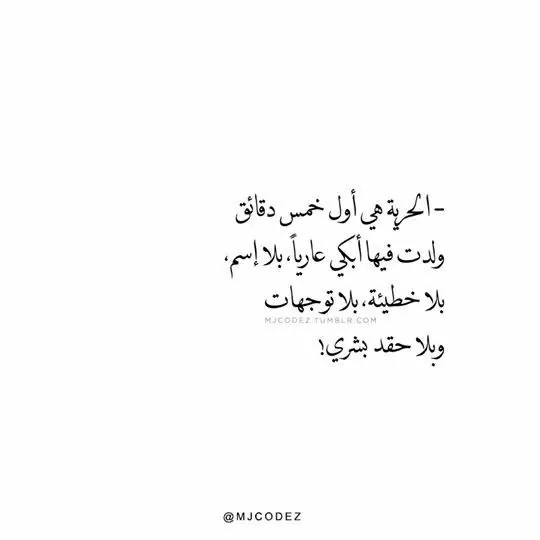 - الحرية هي أول خمس دقائق
ولدت فيها أبكي عارياً، بلا إسم،
بلا خطيئة، بلا توجهات
MJCODEZ.TUMBLR.COM
وبلا حقد بشري!
@MJCODEZ